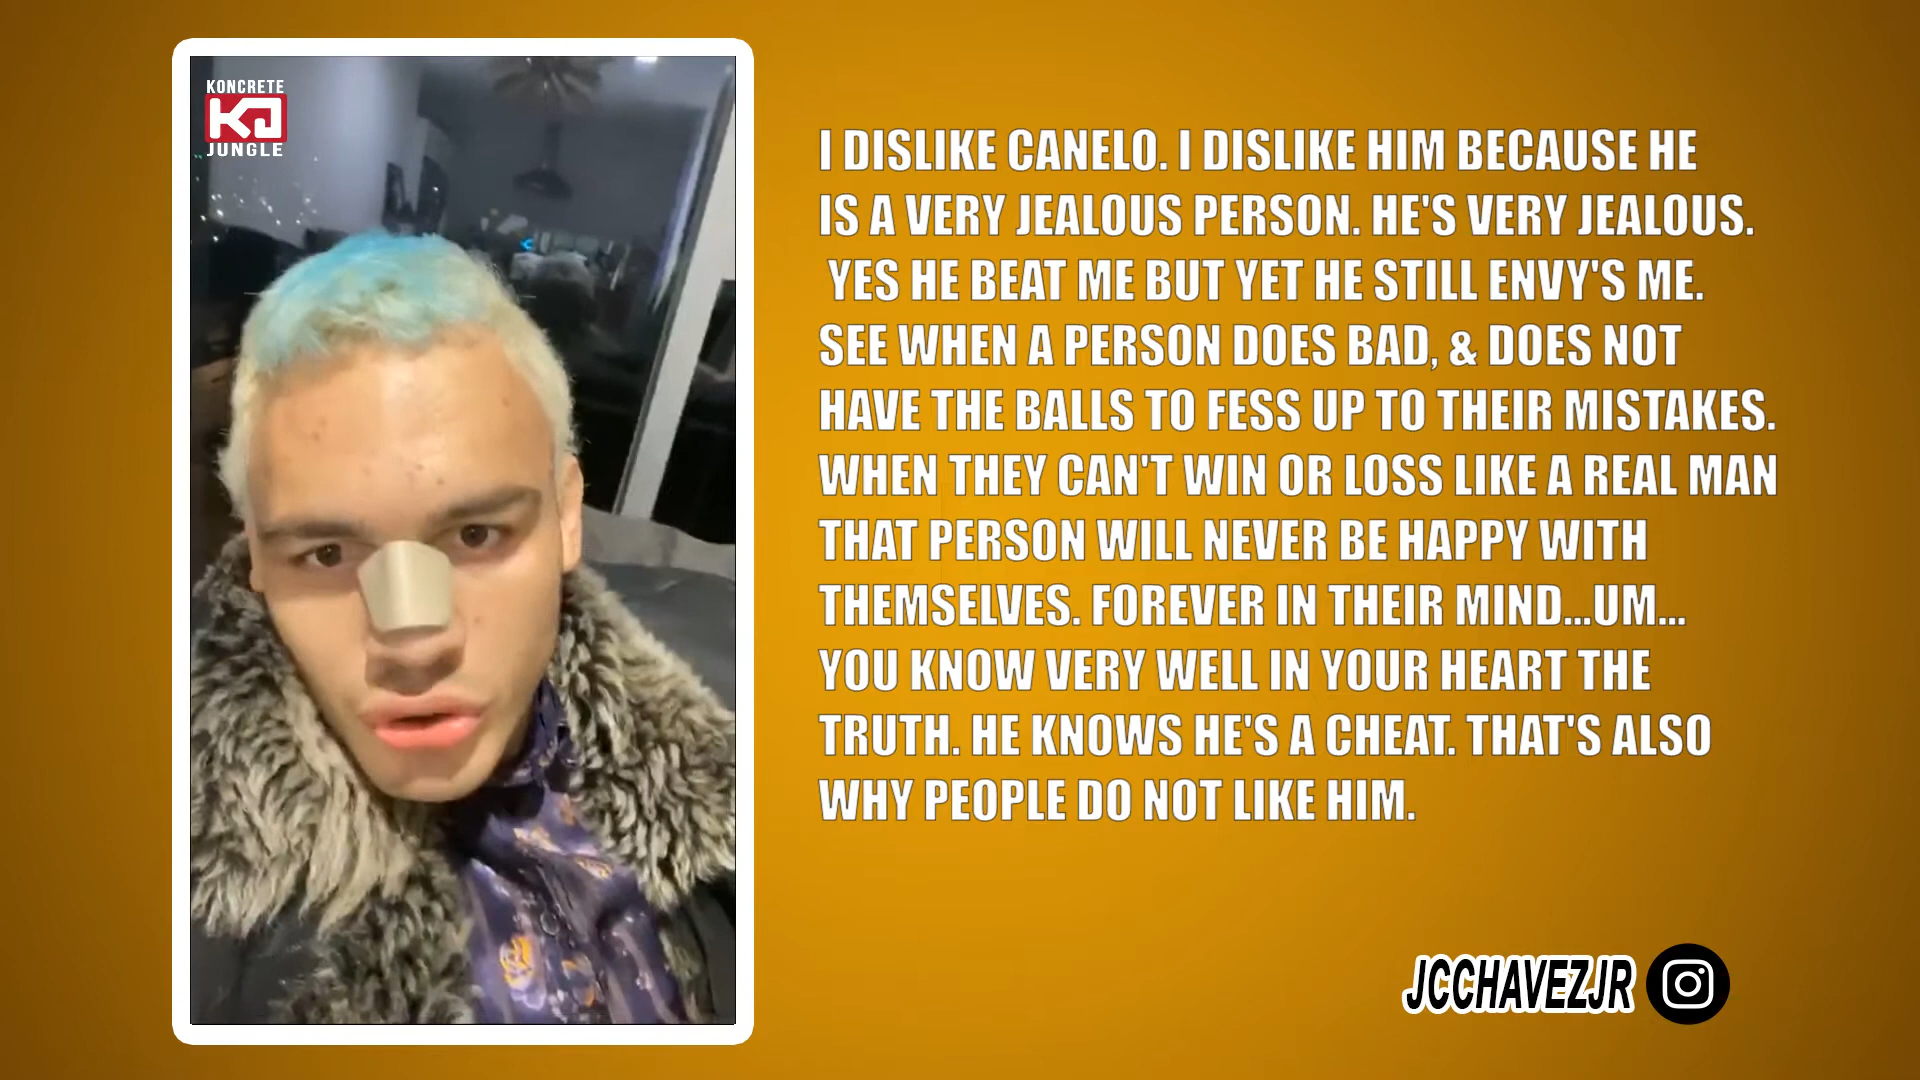 KONCRETE
KJ
JUNGLE
I DISLIKE CANELO. I DISLIKE HIM BECAUSE HE
IS A VERY JEALOUS PERSON. HE'S VERY JEALOUS.
YES HE BEAT ME BUT YET HE STILL ENVY'S ME.
SEE WHEN A PERSON DOES BAD, & DOES NOT
HAVE THE BALLS TO FESS UP TO THEIR MISTAKES.
WHEN THEY CAN'T WIN OR LOSS LIKE A REAL MAN
THAT PERSON WILL NEVER BE HAPPY WITH
THEMSELVES. FOREVER IN THEIR MIND...UM...
YOU KNOW VERY WELL IN YOUR HEART THE
TRUTH. HE KNOWS HE'S A CHEAT. THAT'S ALSO
WHY PEOPLE DO NOT LIKE HIM.
JCCHAVEZJR